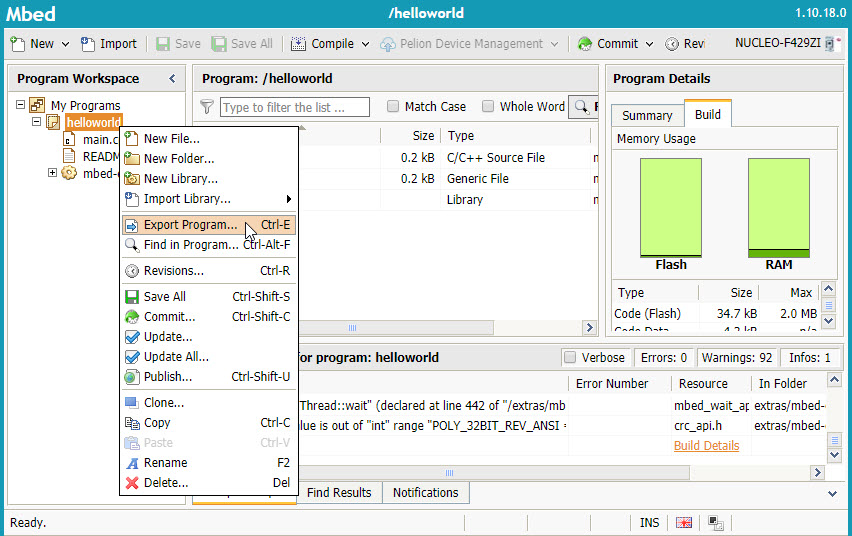 Mbed
/helloworld
1.10.18.0
New Import Save Save All Compile Pelion Device Management Commit NUCLEO-F429ZI
Program Workspace
My Programs
helloworld
main.c
README
mbed-
New File...
New Folder...
New Library...
Import Library...
Export Program... Ctrl-E
Find in Program... Ctrl-Alt-F
Revisions... Ctrl-R
Save All Ctrl-Shift-S
Commit... Ctrl-Shift-C
Update...
Update All...
Publish... Ctrl-Shift-U
Clone...
Copy Ctrl-C
Paste Ctrl-V
Rename F2
Delete... Del
Program: /helloworld
Type to filter the list ... Match Case Whole Word
Size Type
0.2 kB C/C++ Source File
0.2 kB Generic File
Library
Program Details
Summary Build
Memory Usage
Flash RAM
Type Size Max
Code (Flash) 34.7 kB 2.0 MB
for program: helloworld
Verbose Errors: 0 Warnings: 92 Infos: 1
Error Number Resource In Folder
Thread::wait" (declared at line 442 of "/extras/mb mbed_wait_ap extras/mbed-
value is out of "int" range "POLY_32BIT_REV_ANSI = crc_api.h extras/mbed-
Build Details
Find Results Notifications
Ready.
INS